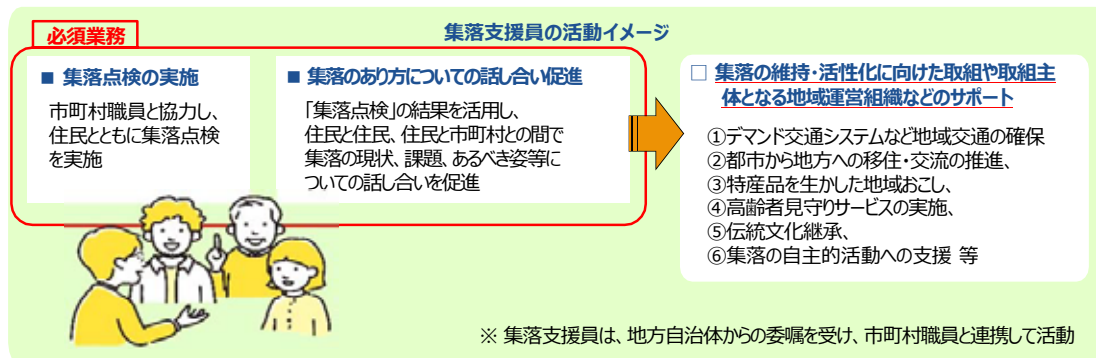 集落支援員の活動イメージ
必須業務
■ 集落点検の実施
市町村職員と協力し、
住民とともに集落点検
を実施
■ 集落のあり方についての話し合い促進
「集落点検」の結果を活用し、
住民と住民、住民と市町村との間で
集落の現状、課題、あるべき姿等に
ついての話し合いを促進
□ 集落の維持・活性化に向けた取組や取組主
体となる地域運営組織などのサポート
①デマンド交通システムなど地域交通の確保
②都市から地方への移住・交流の推進、
③特産品を生かした地域おこし、
④高齢者見守りサービスの実施、
⑤伝統文化継承、
⑥集落の自主的活動への支援 等
※ 集落支援員は、地方自治体からの委嘱を受け、市町村職員と連携して活動